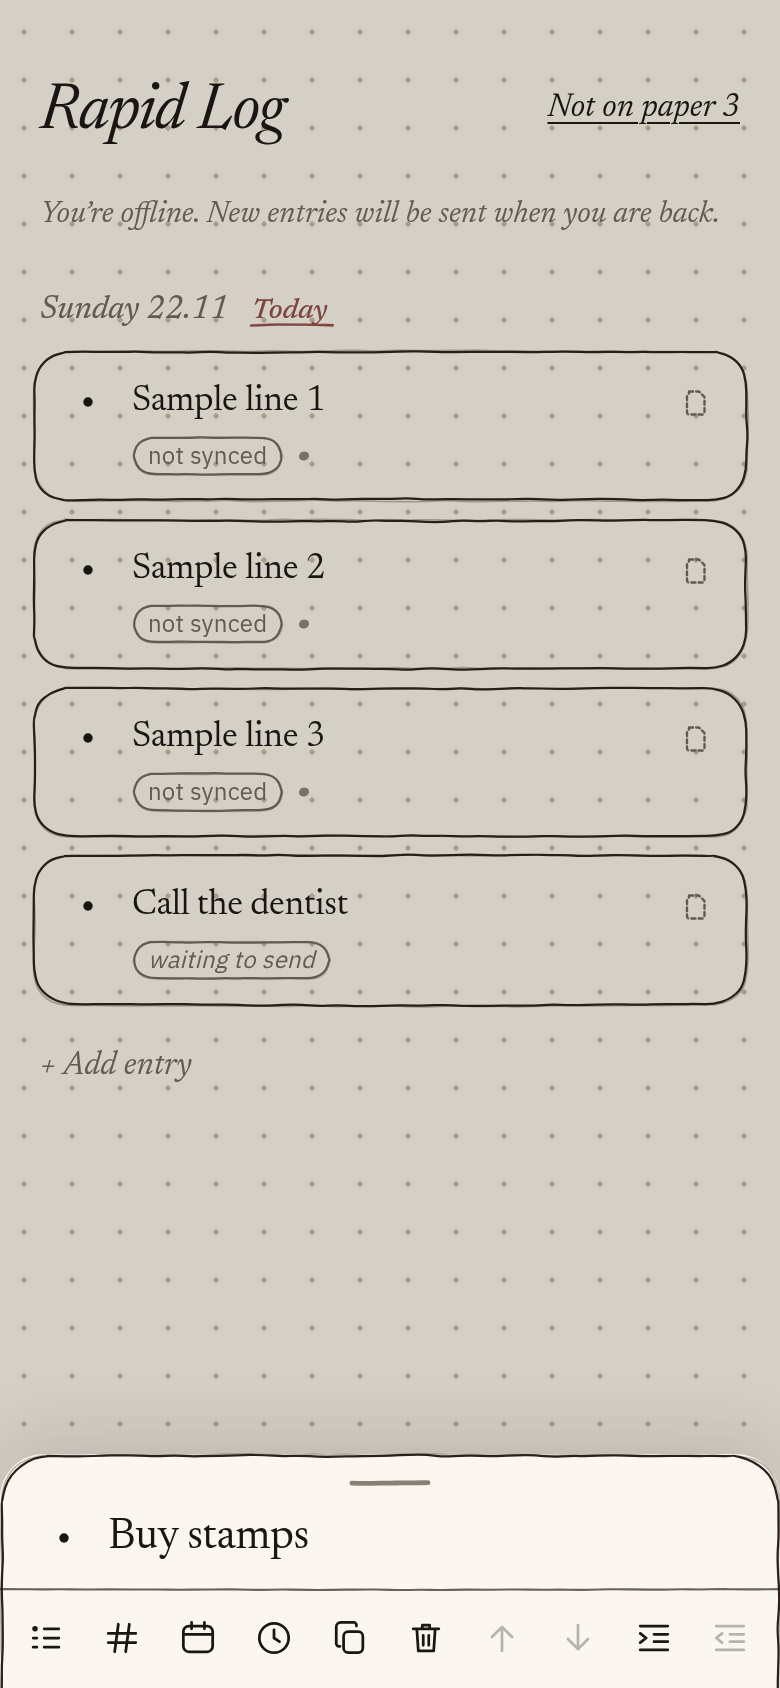 Rapid Log
Not on paper 3
You’re offline. New entries will be sent when you are back.
Sunday 22.11 Today
• Sample line 1
not synced
• Sample line 2
not synced
• Sample line 3
not synced
• Call the dentist
waiting to send
+ Add entry
• Buy stamps